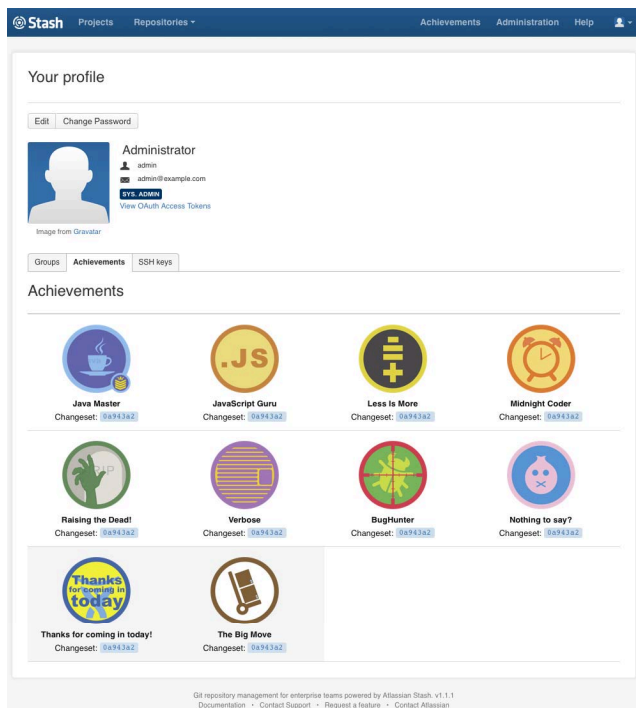 Stash Projects Repositories Achievements Administration Help
Your profile
Edit Change Password
Administrator
admin
admin@example.com
SYS. ADMIN
View OAuth Access Tokens
Image from Gravatar
Groups Achievements SSH keys
Achievements
.JS
Java Master JavaScript Guru Less Is More Midnight Coder
Changeset: 0a943a2 Changeset: 0a943a2 Changeset: 0a943a2 Changeset: 0a943a2
RIP
Raising the Dead! Verbose BugHunter Nothing to say?
Changeset: 0a943a2 Changeset: 0a943a2 Changeset: 0a943a2 Changeset: 0a943a2
Thanks
for coming in
today
Thanks for coming in today! The Big Move
Changeset: 0a943a2 Changeset: 0a943a2
Git repository management for enterprise teams powered by Atlassian Stash. v1.1.1
Documentation • Contact Support • Request a feature • Contact Atlassian